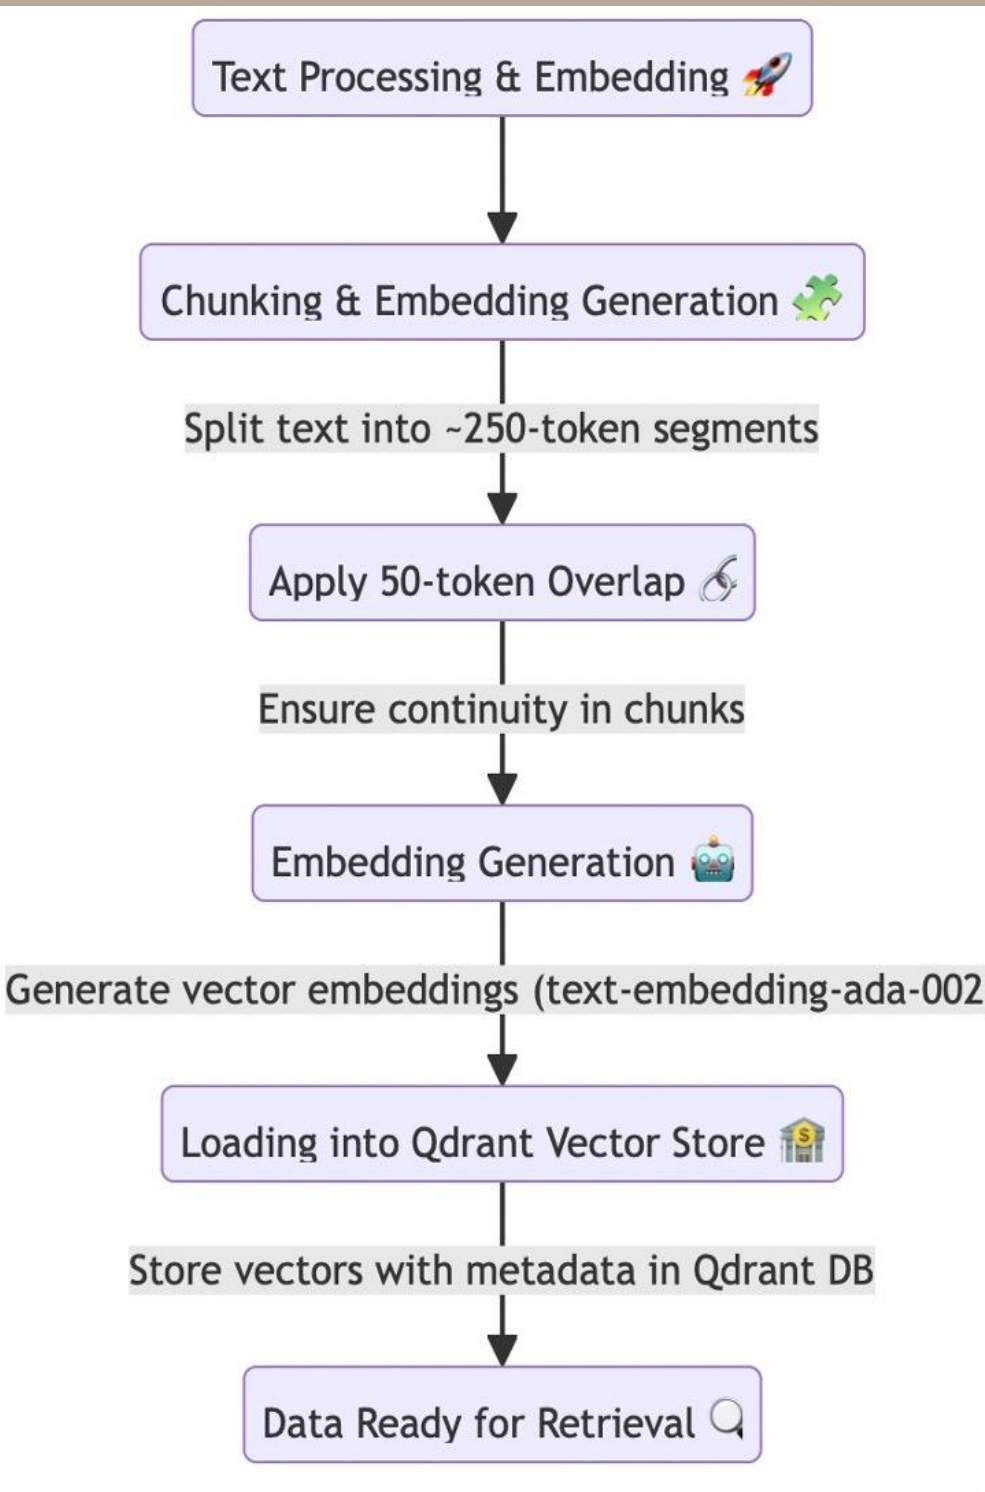 Text Processing & Embedding 🚀
Chunking & Embedding Generation 🧩
Split text into ~250-token segments
Apply 50-token Overlap 🔗
Ensure continuity in chunks
Embedding Generation 🤖
Generate vector embeddings (text-embedding-ada-002
Loading into Qdrant Vector Store 🏦
Store vectors with metadata in Qdrant DB
Data Ready for Retrieval 🔍